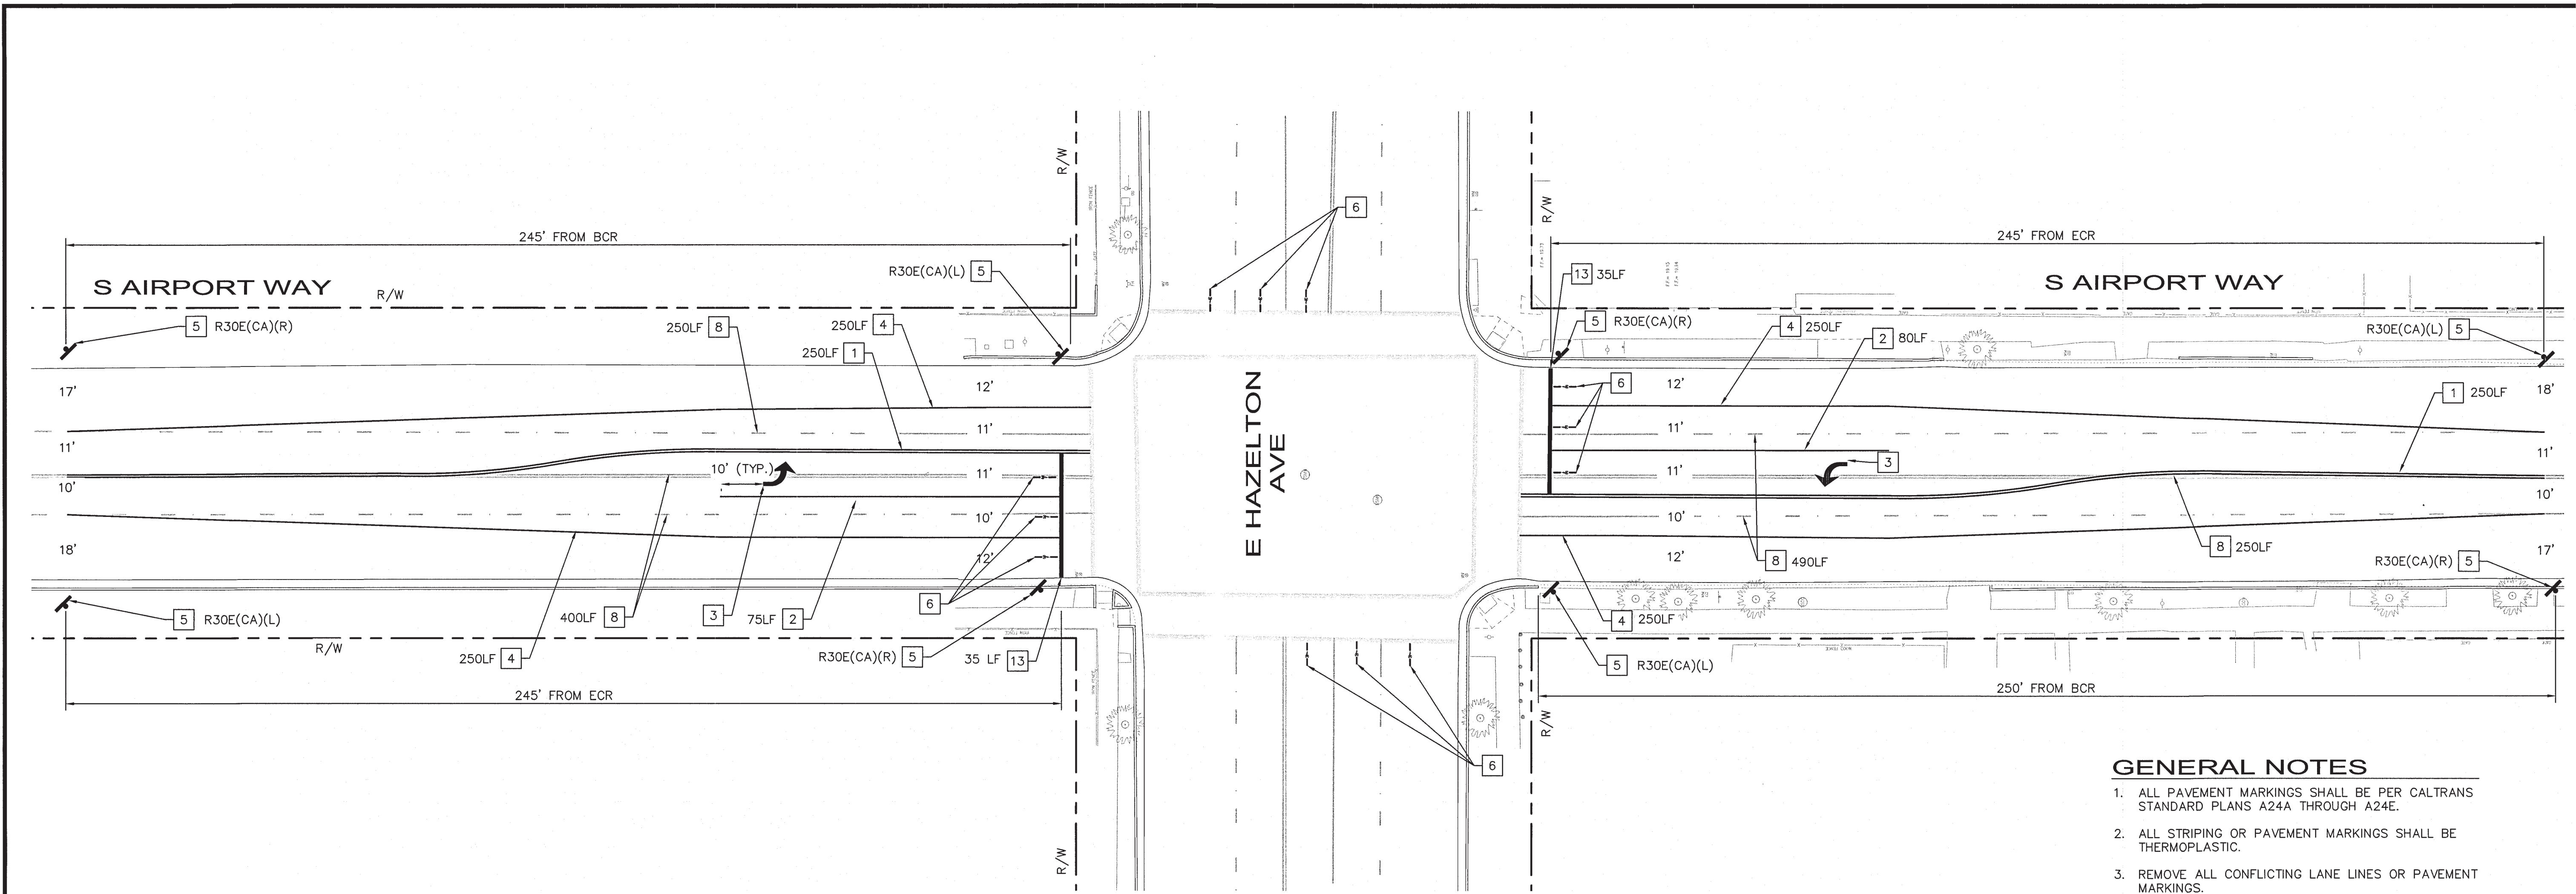 245' FROM BCR
245' FROM ECR
R/W
R/W
6
S AIRPORT WAY
R/W
R30E(CA)(L) 5
13 35LF
S AIRPORT WAY
5 R30E(CA)(R)
250LF 8
250LF 4
250LF 1
5 R30E(CA)(R)
4 250LF
2 80LF
R30E(CA)(L) 5
17'
12'
6
12'
1 250LF
18'
11'
11'
11'
11'
10' (TYP.)
11'
11'
3
10'
10'
E HAZELTON
AVE
10'
10'
18'
12'
12'
8 490LF
8 250LF
17'
5 R30E(CA)(L)
400LF 8
3
75LF 2
6
4 250LF
R30E(CA)(R) 5
R/W
250LF 4
R30E(CA)(R) 5
35 LF 13
5 R30E(CA)(L)
WOOD FENCE
245' FROM ECR
250' FROM BCR
R/W
6
R/W
GENERAL NOTES
1. ALL PAVEMENT MARKINGS SHALL BE PER CALTRANS
STANDARD PLANS A24A THROUGH A24E.
2. ALL STRIPING OR PAVEMENT MARKINGS SHALL BE
THERMOPLASTIC.
3. REMOVE ALL CONFLICTING LANE LINES OR PAVEMENT
MARKINGS.